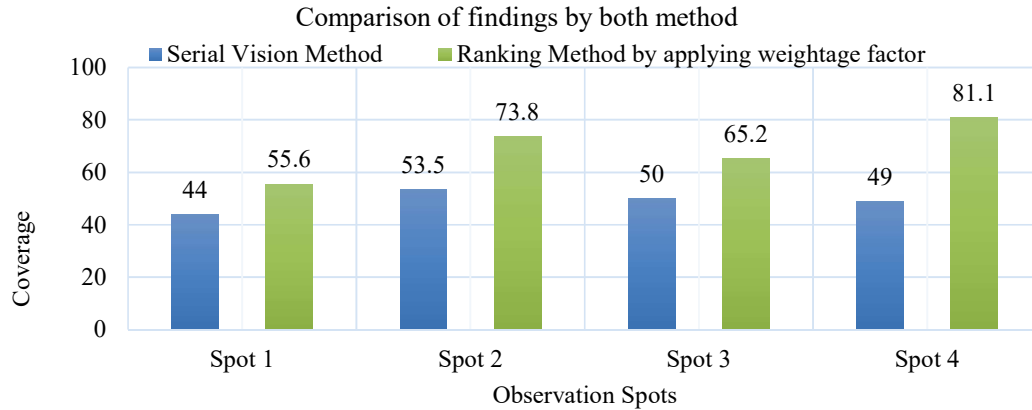 Comparison of findings by both method
Serial Vision Method
Ranking Method by applying weightage factor
100
80
60
40
20
0
Coverage
44
55.6
53.5
73.8
50
65.2
49
81.1
Spot 1
Spot 2
Spot 3
Spot 4
Observation Spots